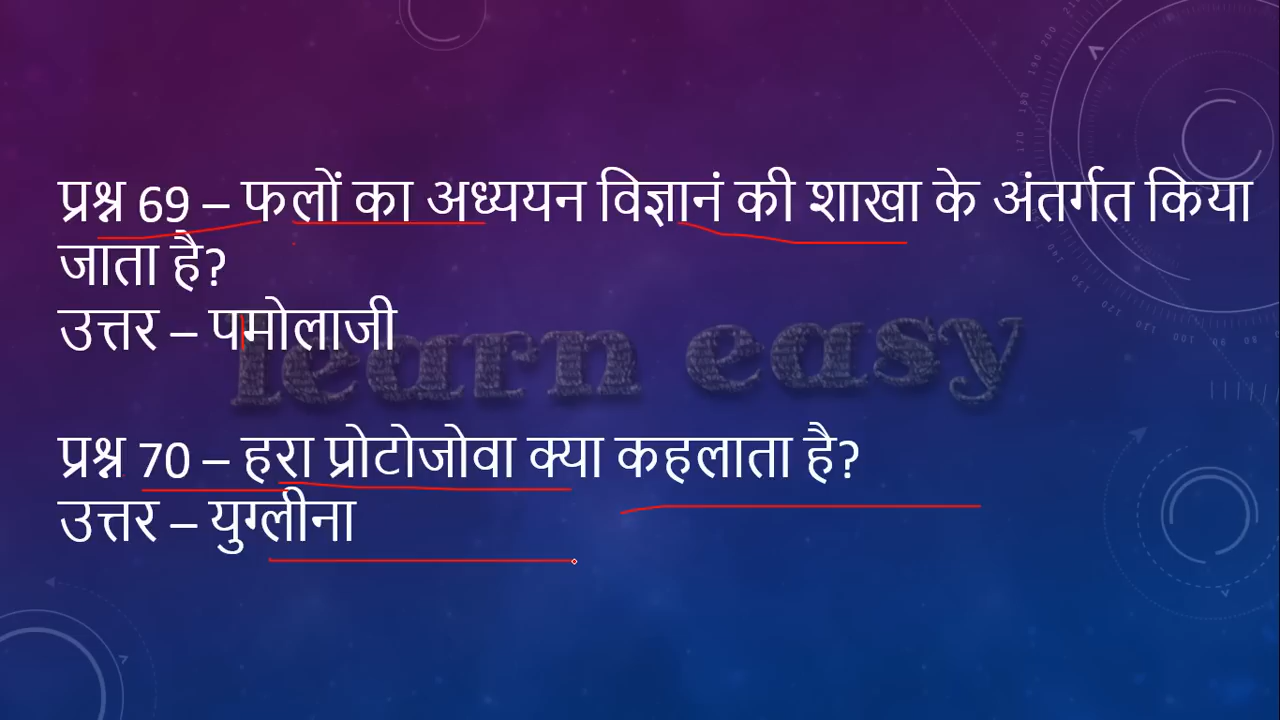 प्रश्न 69 – फलों का अध्ययन विज्ञानं की शाखा के अंतर्गत किया
जाता है?
उत्तर – पमोलाजी
learn easy
प्रश्न 70 – हरा प्रोटोजोवा क्या कहलाता है?
उत्तर – युग्लीना